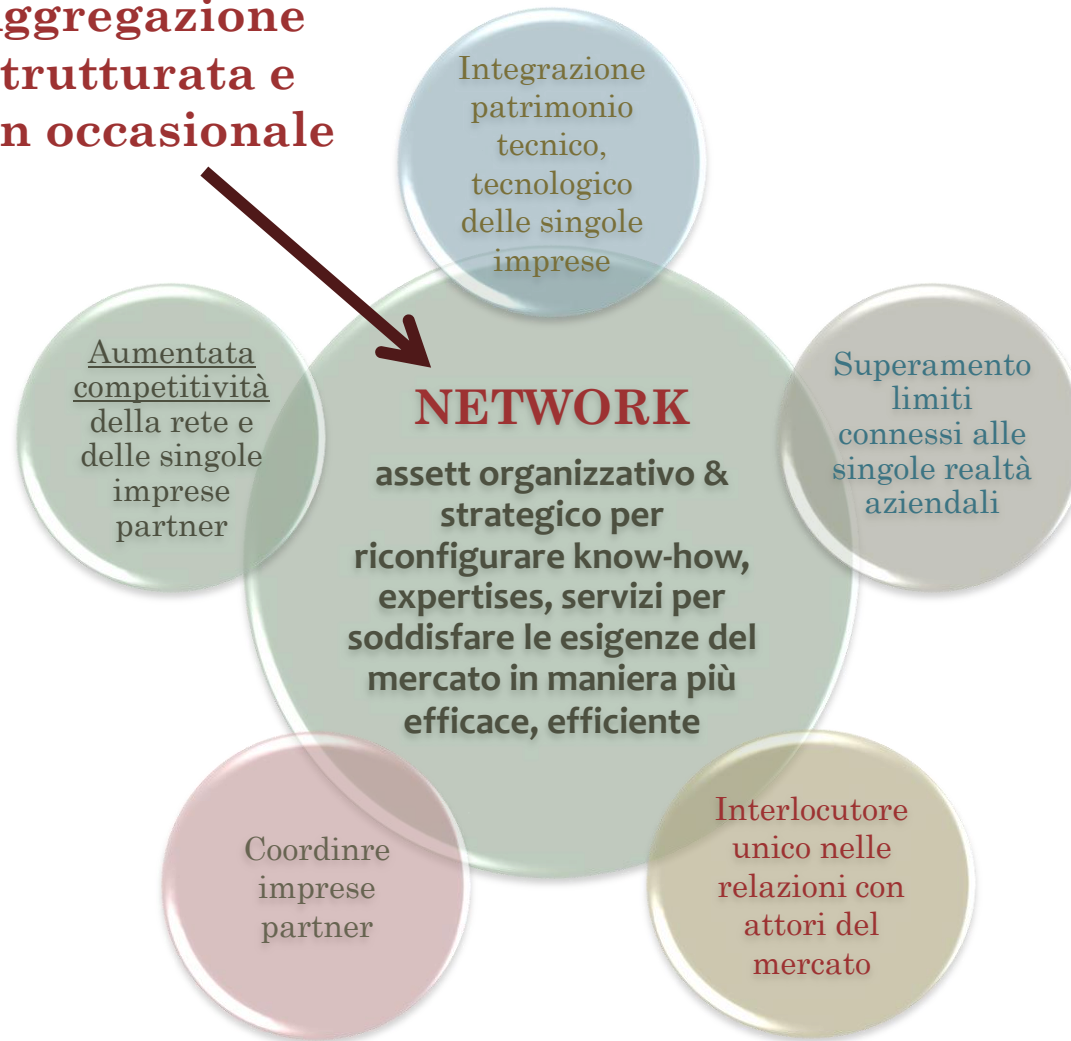 ggregazione
trutturata e
n occasionale
Integrazione
patrimonio
tecnico,
tecnologico
delle singole
imprese
Aumentata
competitività
della rete e
delle singole
imprese
partner
NETWORK
assett organizzativo &
strategico per
riconfigurare know-how,
expertises, servizi per
soddisfare le esigenze del
mercato in maniera più
efficace, efficiente
Superamento
limiti
connessi alle
singole realtà
aziendali
Coordinre
imprese
partner
Interlocutore
unico nelle
relazioni con
attori del
mercato